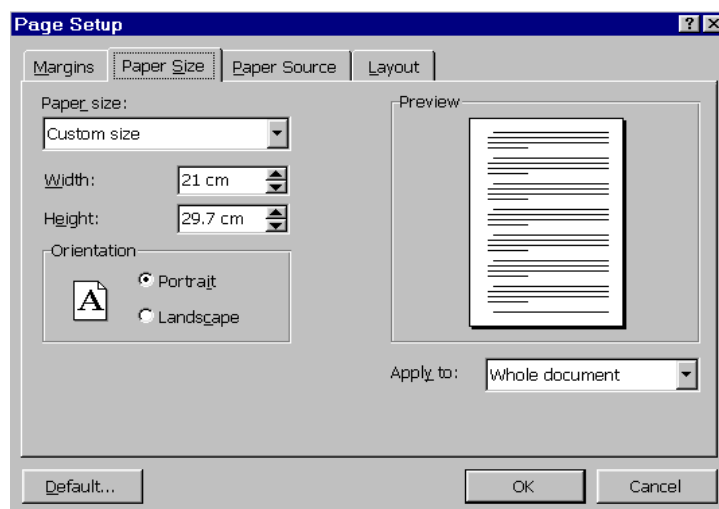 Page Setup
Margins Paper Size Paper Source Layout
Paper size:
Custom size
Width: 21 cm
Height: 29.7 cm
Orientation
A
Portrait
Landscape
Preview
Apply to: Whole document
Default... OK Cancel